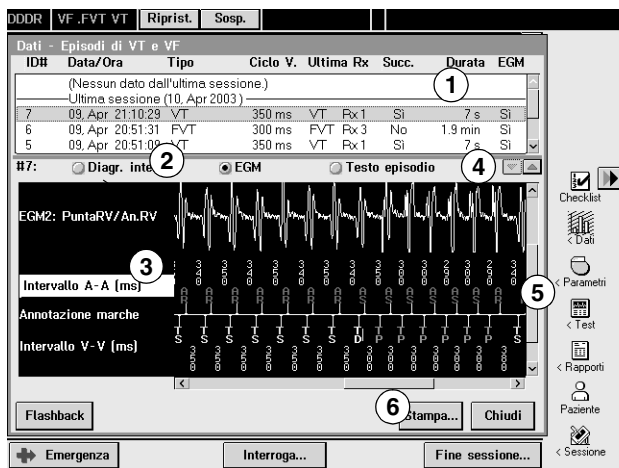 DDDR VF .FVT VT Riprist. Sosp.
Dati - Episodi di VT e VF
ID# Data/Ora Tipo Ciclo V. Ultima Rx Succ. Durata EGM
(Nessun dato dall'ultima sessione.)
Ultima sessione (10, Apr 2003)
1
7 09, Apr 21:10:29 VT 350 ms VT Rx 1 Sì 7 s Sì
6 09, Apr 20:51:31 FVT 300 ms FVT Rx 3 No 1.9 min Sì
5 09, Apr 20:51:09 VT 350 ms VT Rx 1 Sì 7 s Sì
#7: Diagr. inte 2 EGM Testo episodio 4
EGM2: PuntaRV/An.RV
3
Intervallo A-A (ms)
Annotazione marche
Intervallo V-V (ms)
5
Flashback 6 Stampa... Chiudi
Emergenza Interroga... Fine sessione...
Checklist
< Dati
< Parametri
< Test
< Rapporti
Paziente
< Sessione